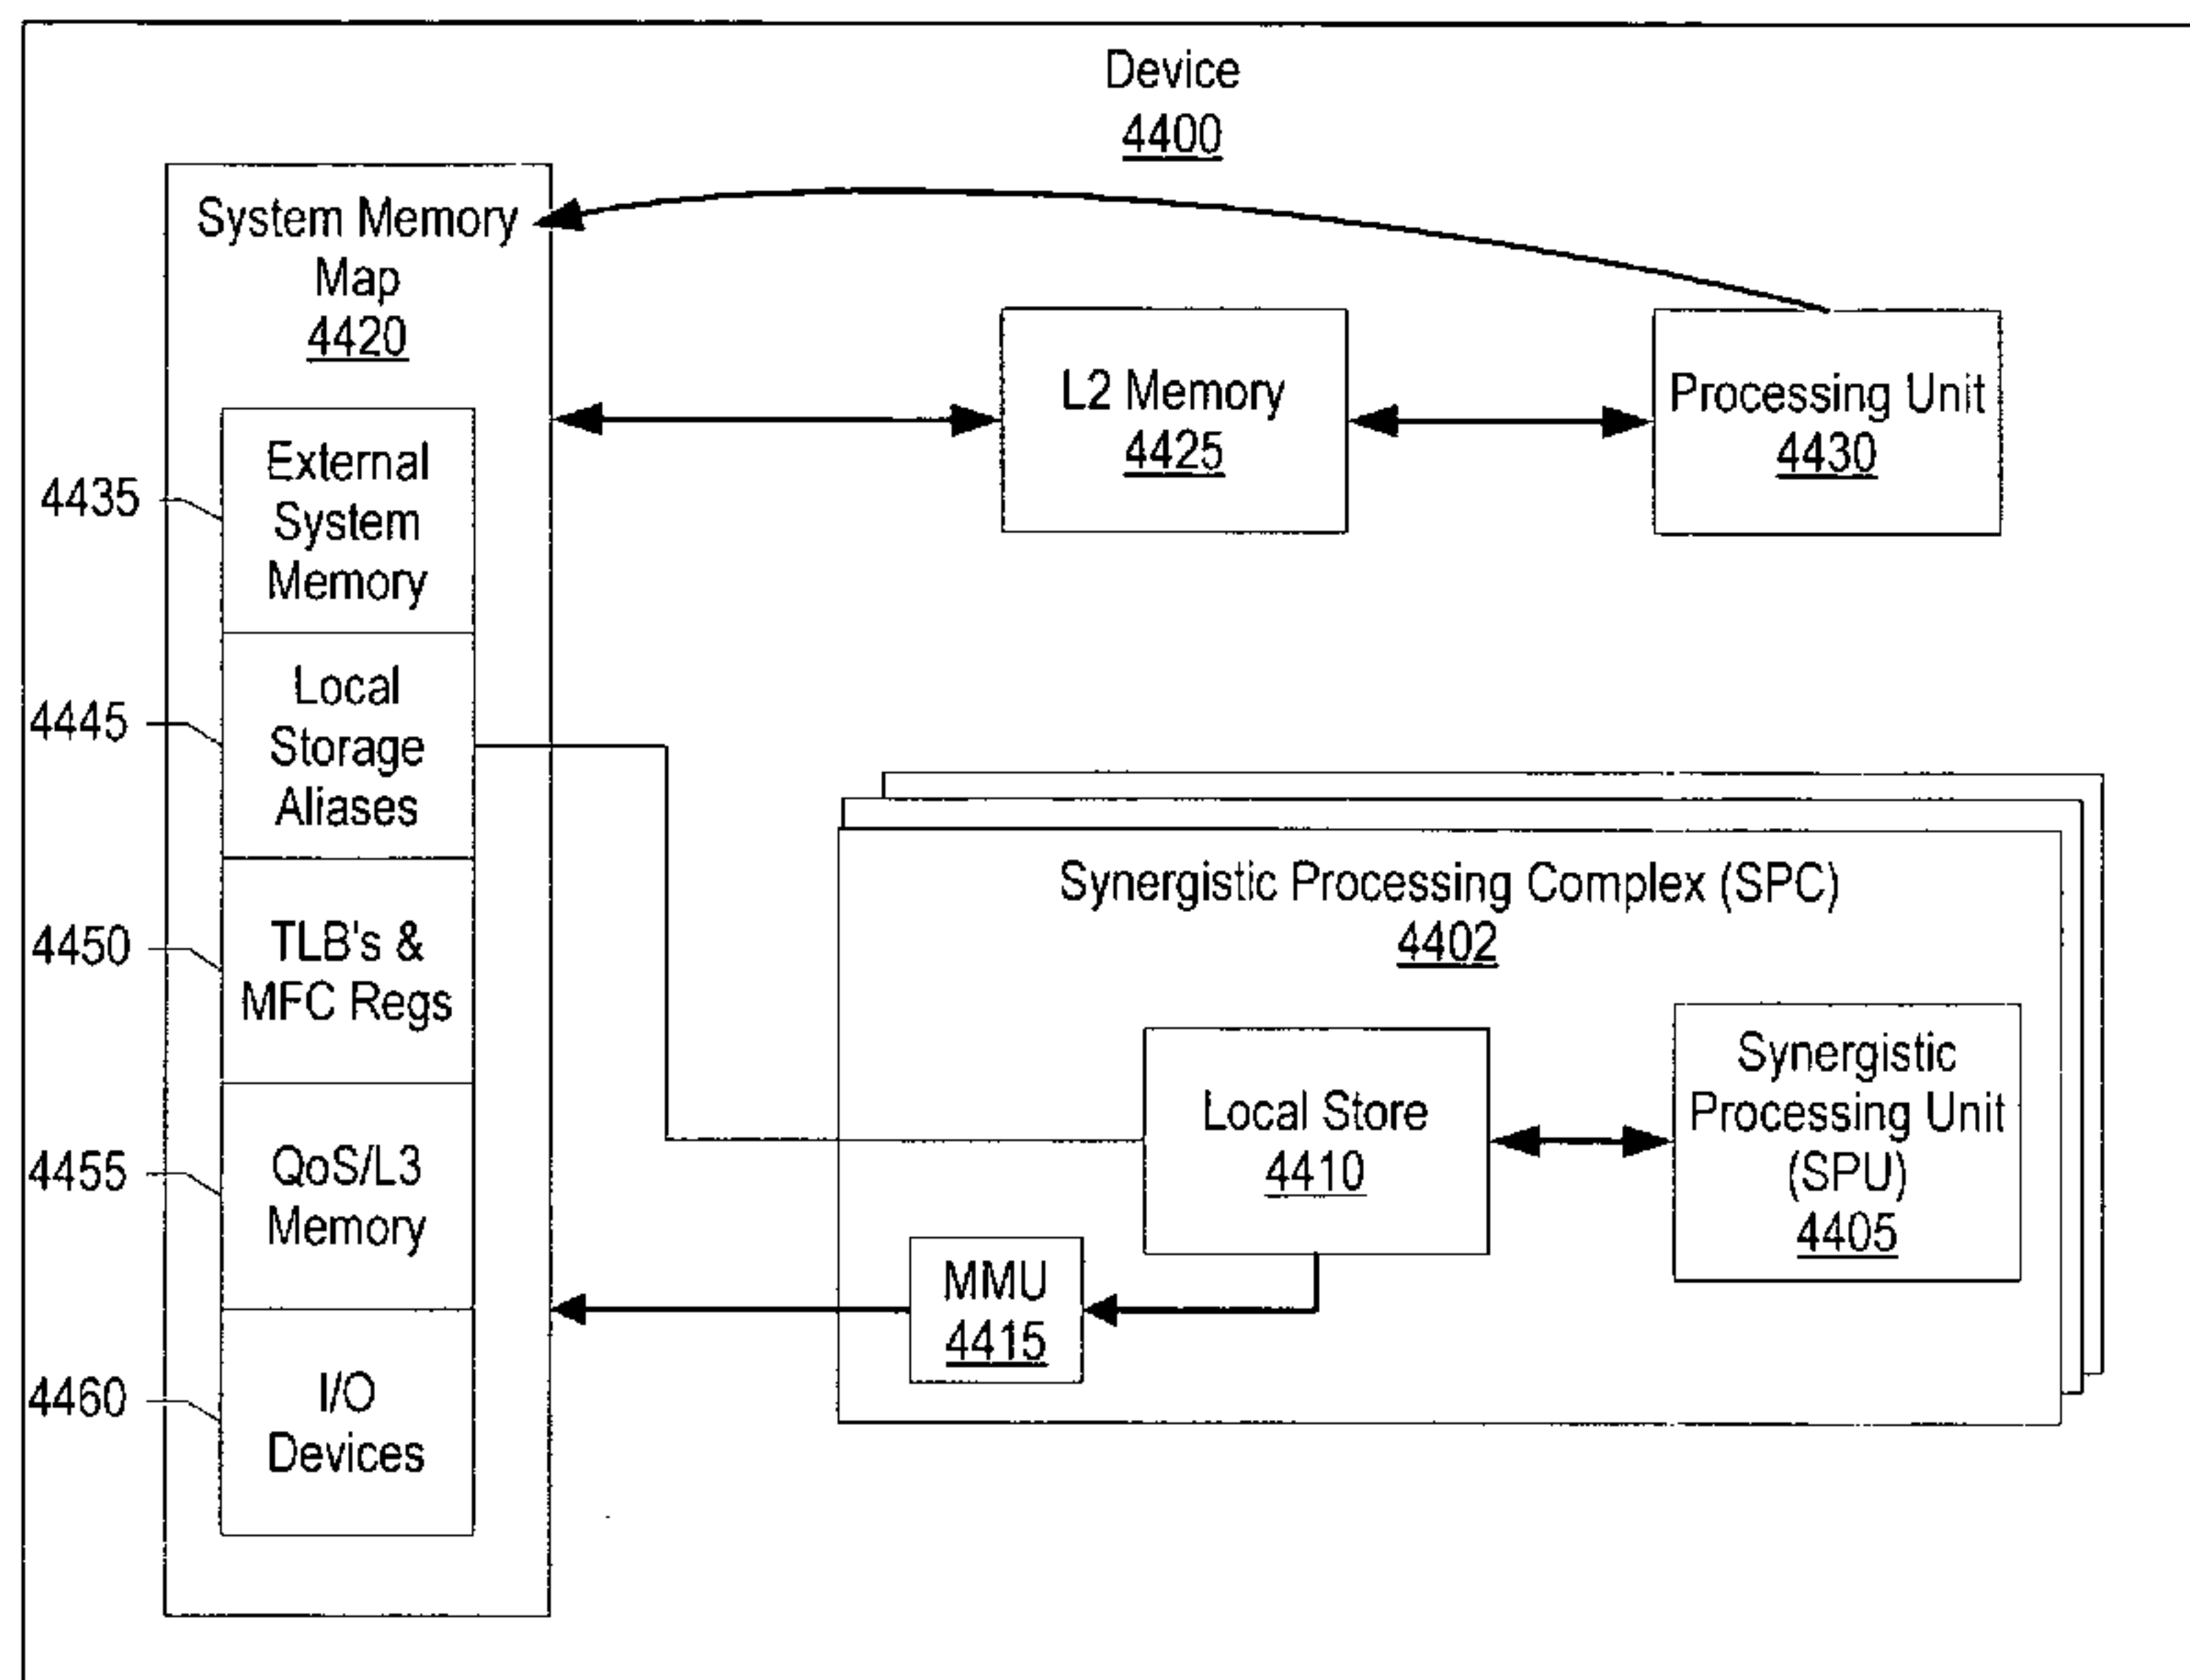 Device
4400
System Memory
Map
4420
L2 Memory
4425
Processing Unit
4430
4435
External
System
Memory
4445
Local
Storage
Aliases
4450
TLB's &
MFC Regs
4455
QoS/L3
Memory
4460
I/O
Devices
Synergistic Processing Complex (SPC)
4402
Local Store
4410
Synergistic
Processing Unit
(SPU)
4405
MMU
4415